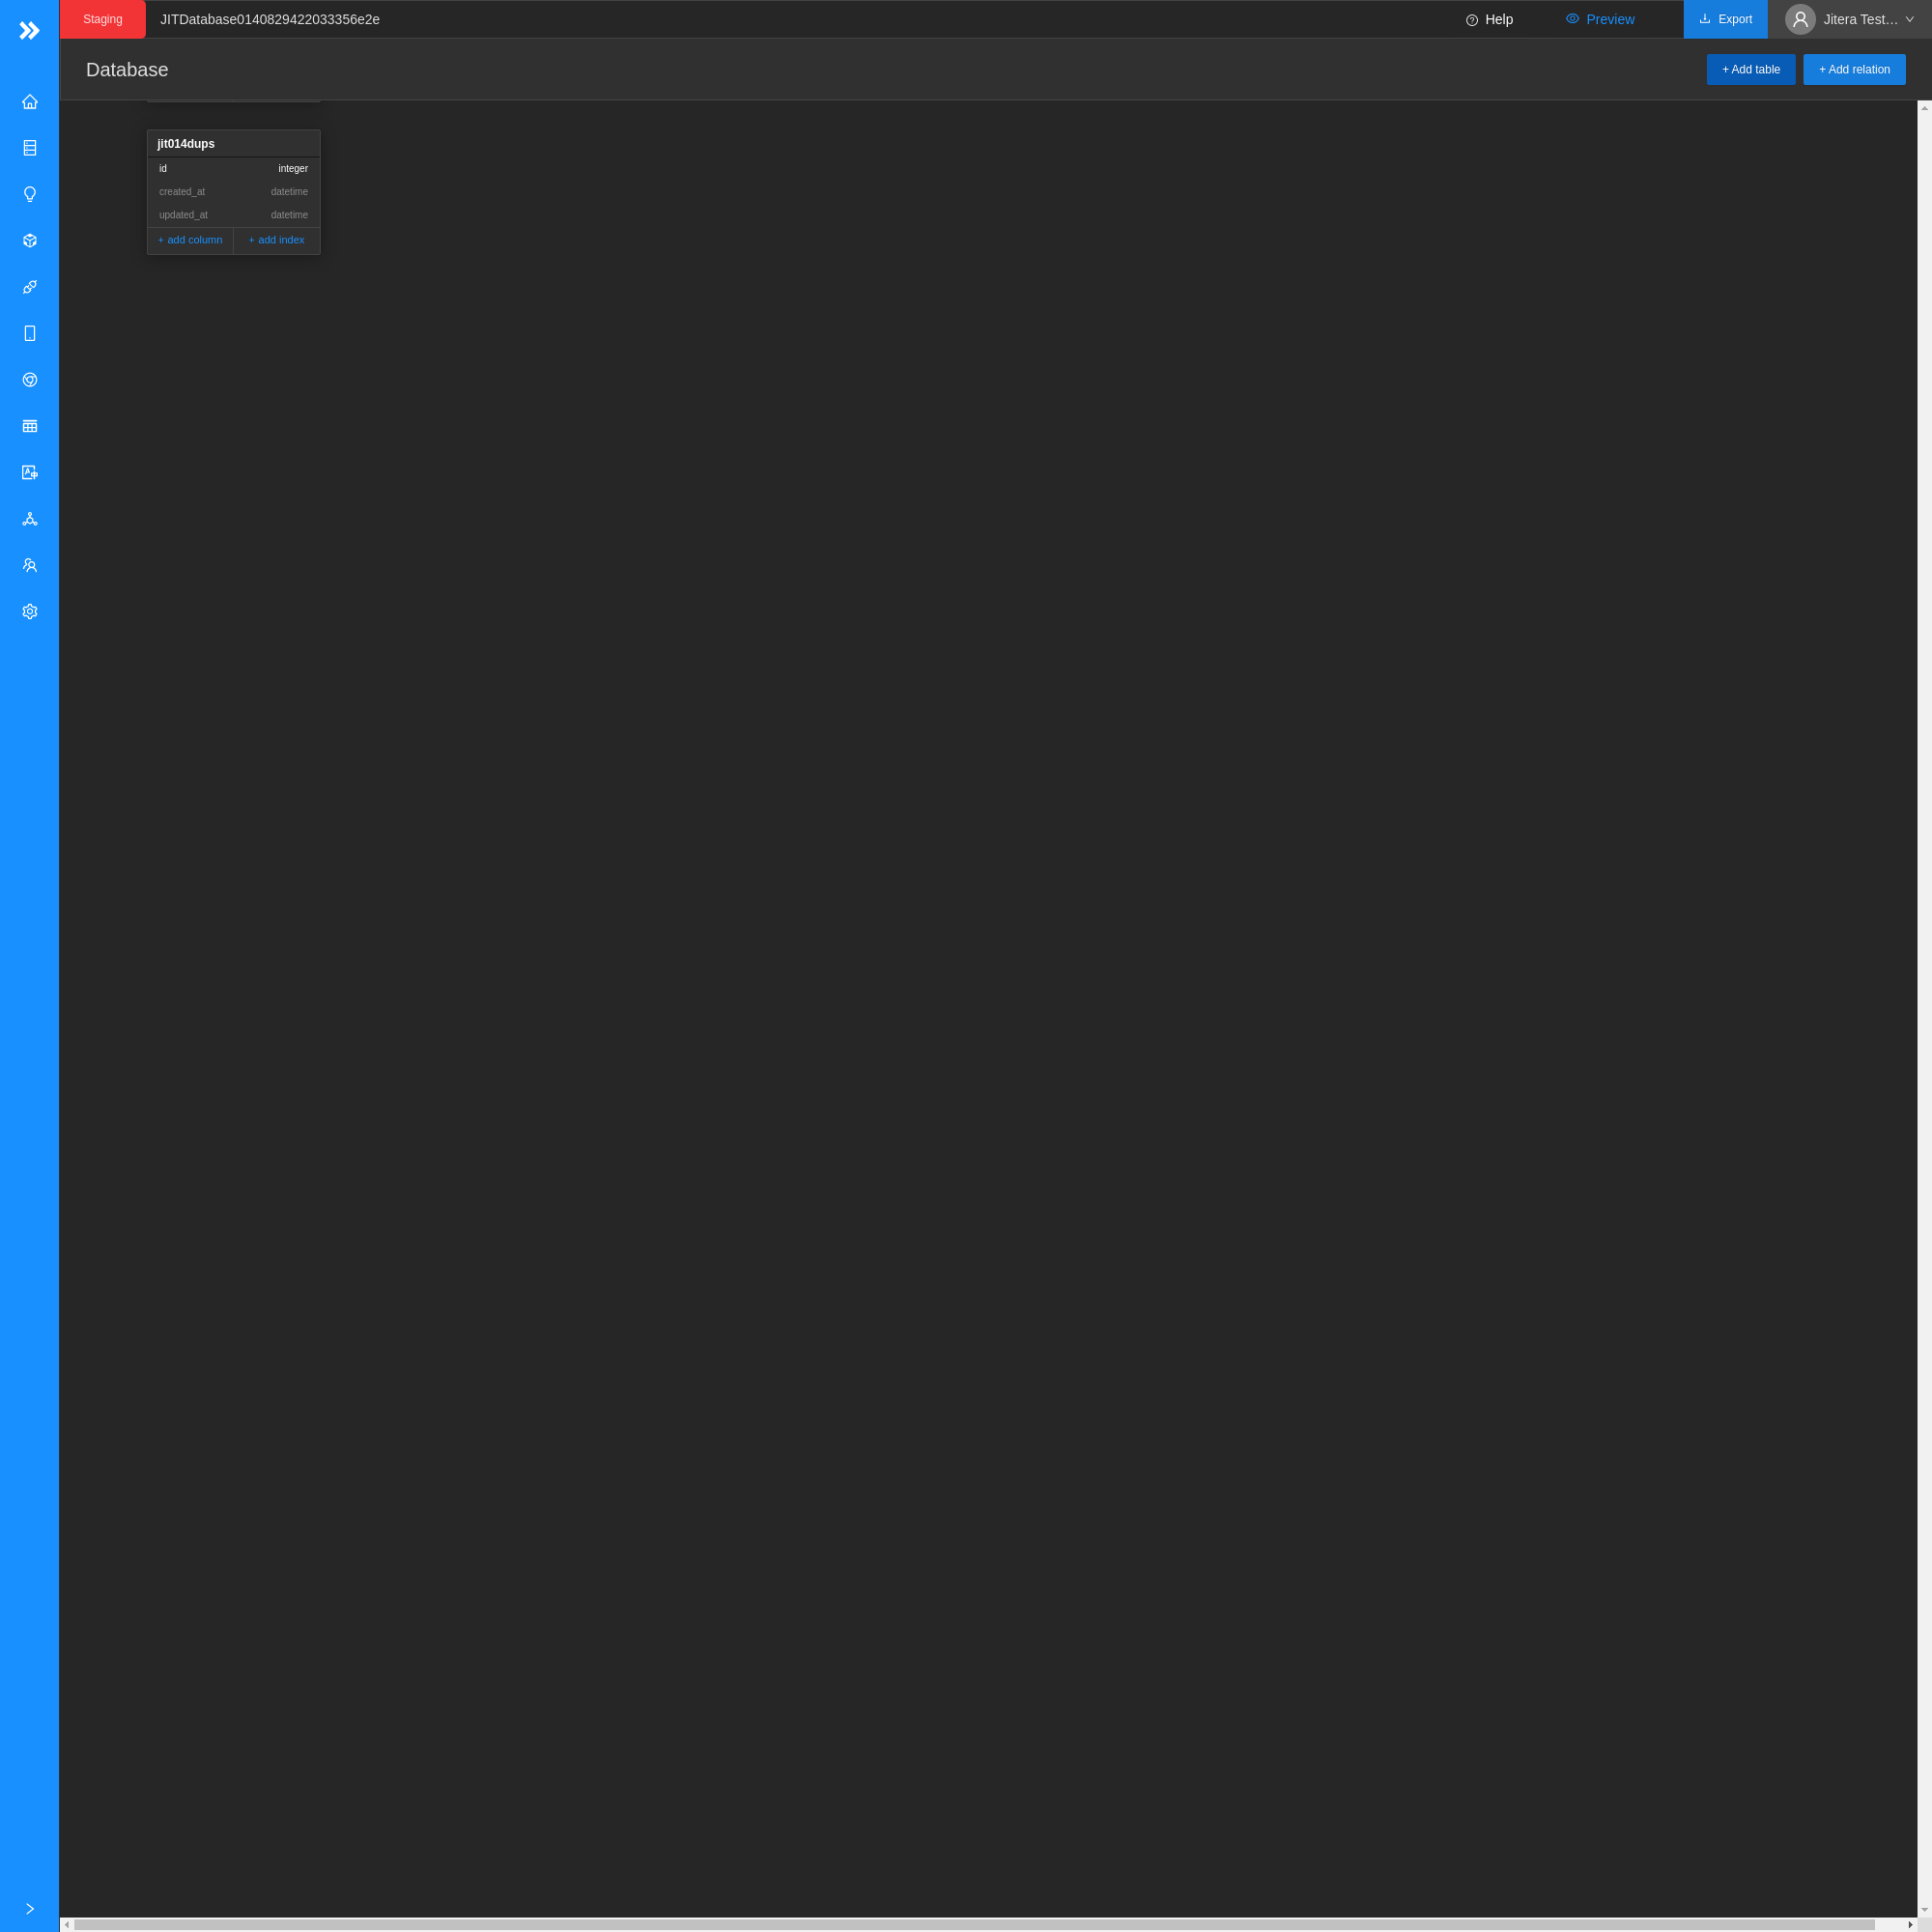 Staging
JITDatabase0140829422033356e2e
Help
Preview
Export
Jitera Test…
Database
+ Add table
+ Add relation
jit014dups
id integer
created_at datetime
updated_at datetime
+ add column
+ add index